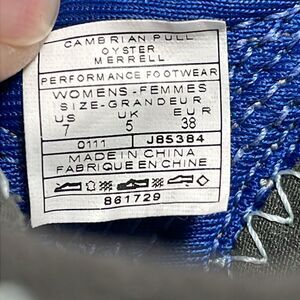 CAMBRIAN PULL
OYSTER
MERRELL
PERFORMANCE FOOTWEAR
WOMENS-FEMMES
SIZE-GRANDEUR
US UK EUR
7 5 38
0111 J85384
MADE IN CHINA
FABRIQUE EN CHINE
861729